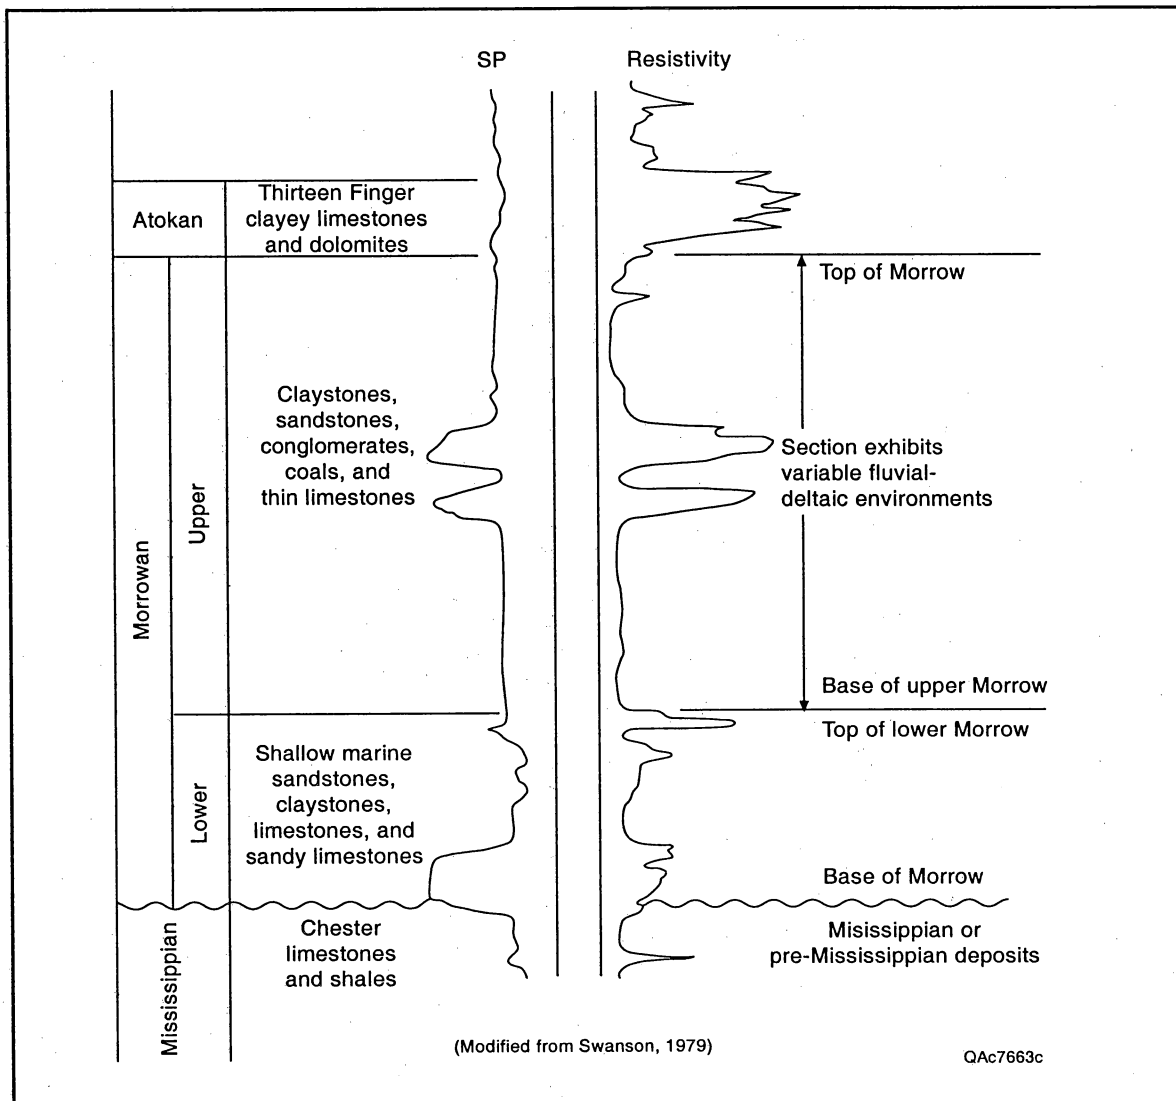 SP
Resistivity
Atokan
Thirteen Finger
clayey limestones
and dolomites
Top of Morrow
Morrowan
Upper
Claystones,
sandstones,
conglomerates,
coals, and
thin limestones
Section exhibits
variable fluvial-
deltaic environments
Base of upper Morrow
Top of lower Morrow
Lower
Shallow marine
sandstones,
claystones,
limestones, and
sandy limestones
Base of Morrow
Mississippian
Chester
limestones
and shales
Misissippian or
pre-Mississippian deposits
(Modified from Swanson, 1979)
QAc7663c